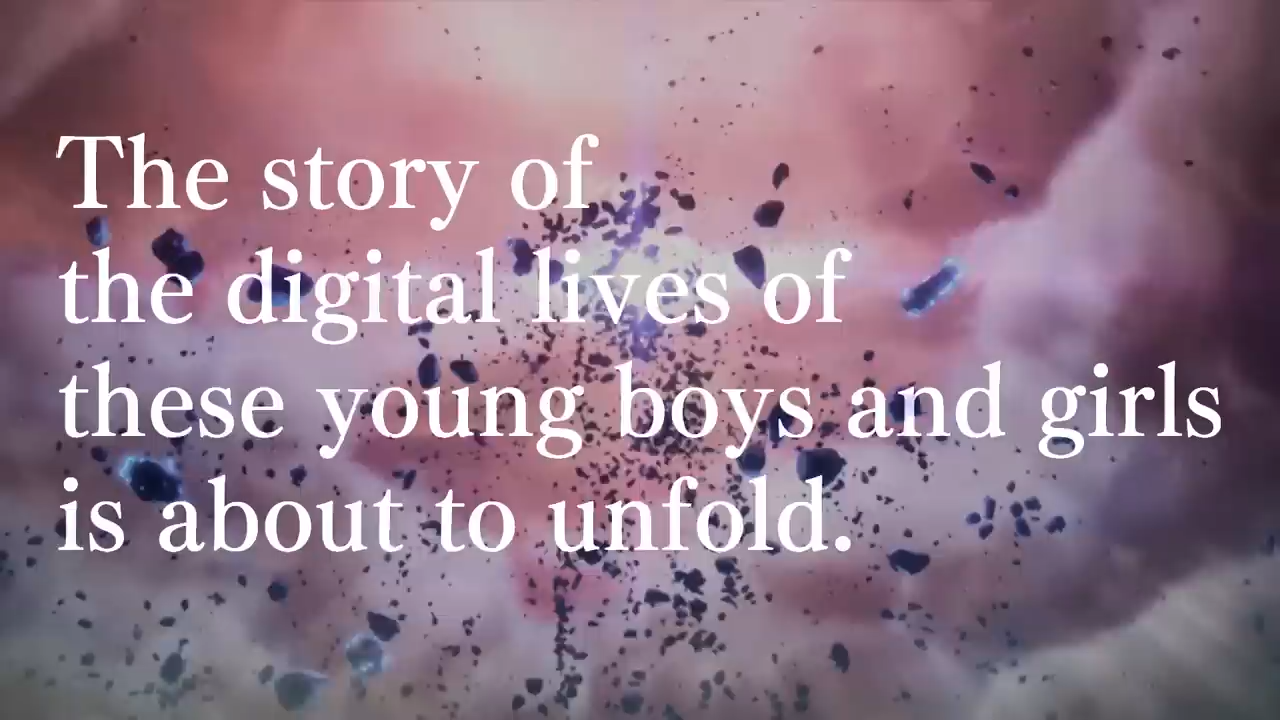 The story of
the digital lives of
these young boys and girls
is about to unfold.